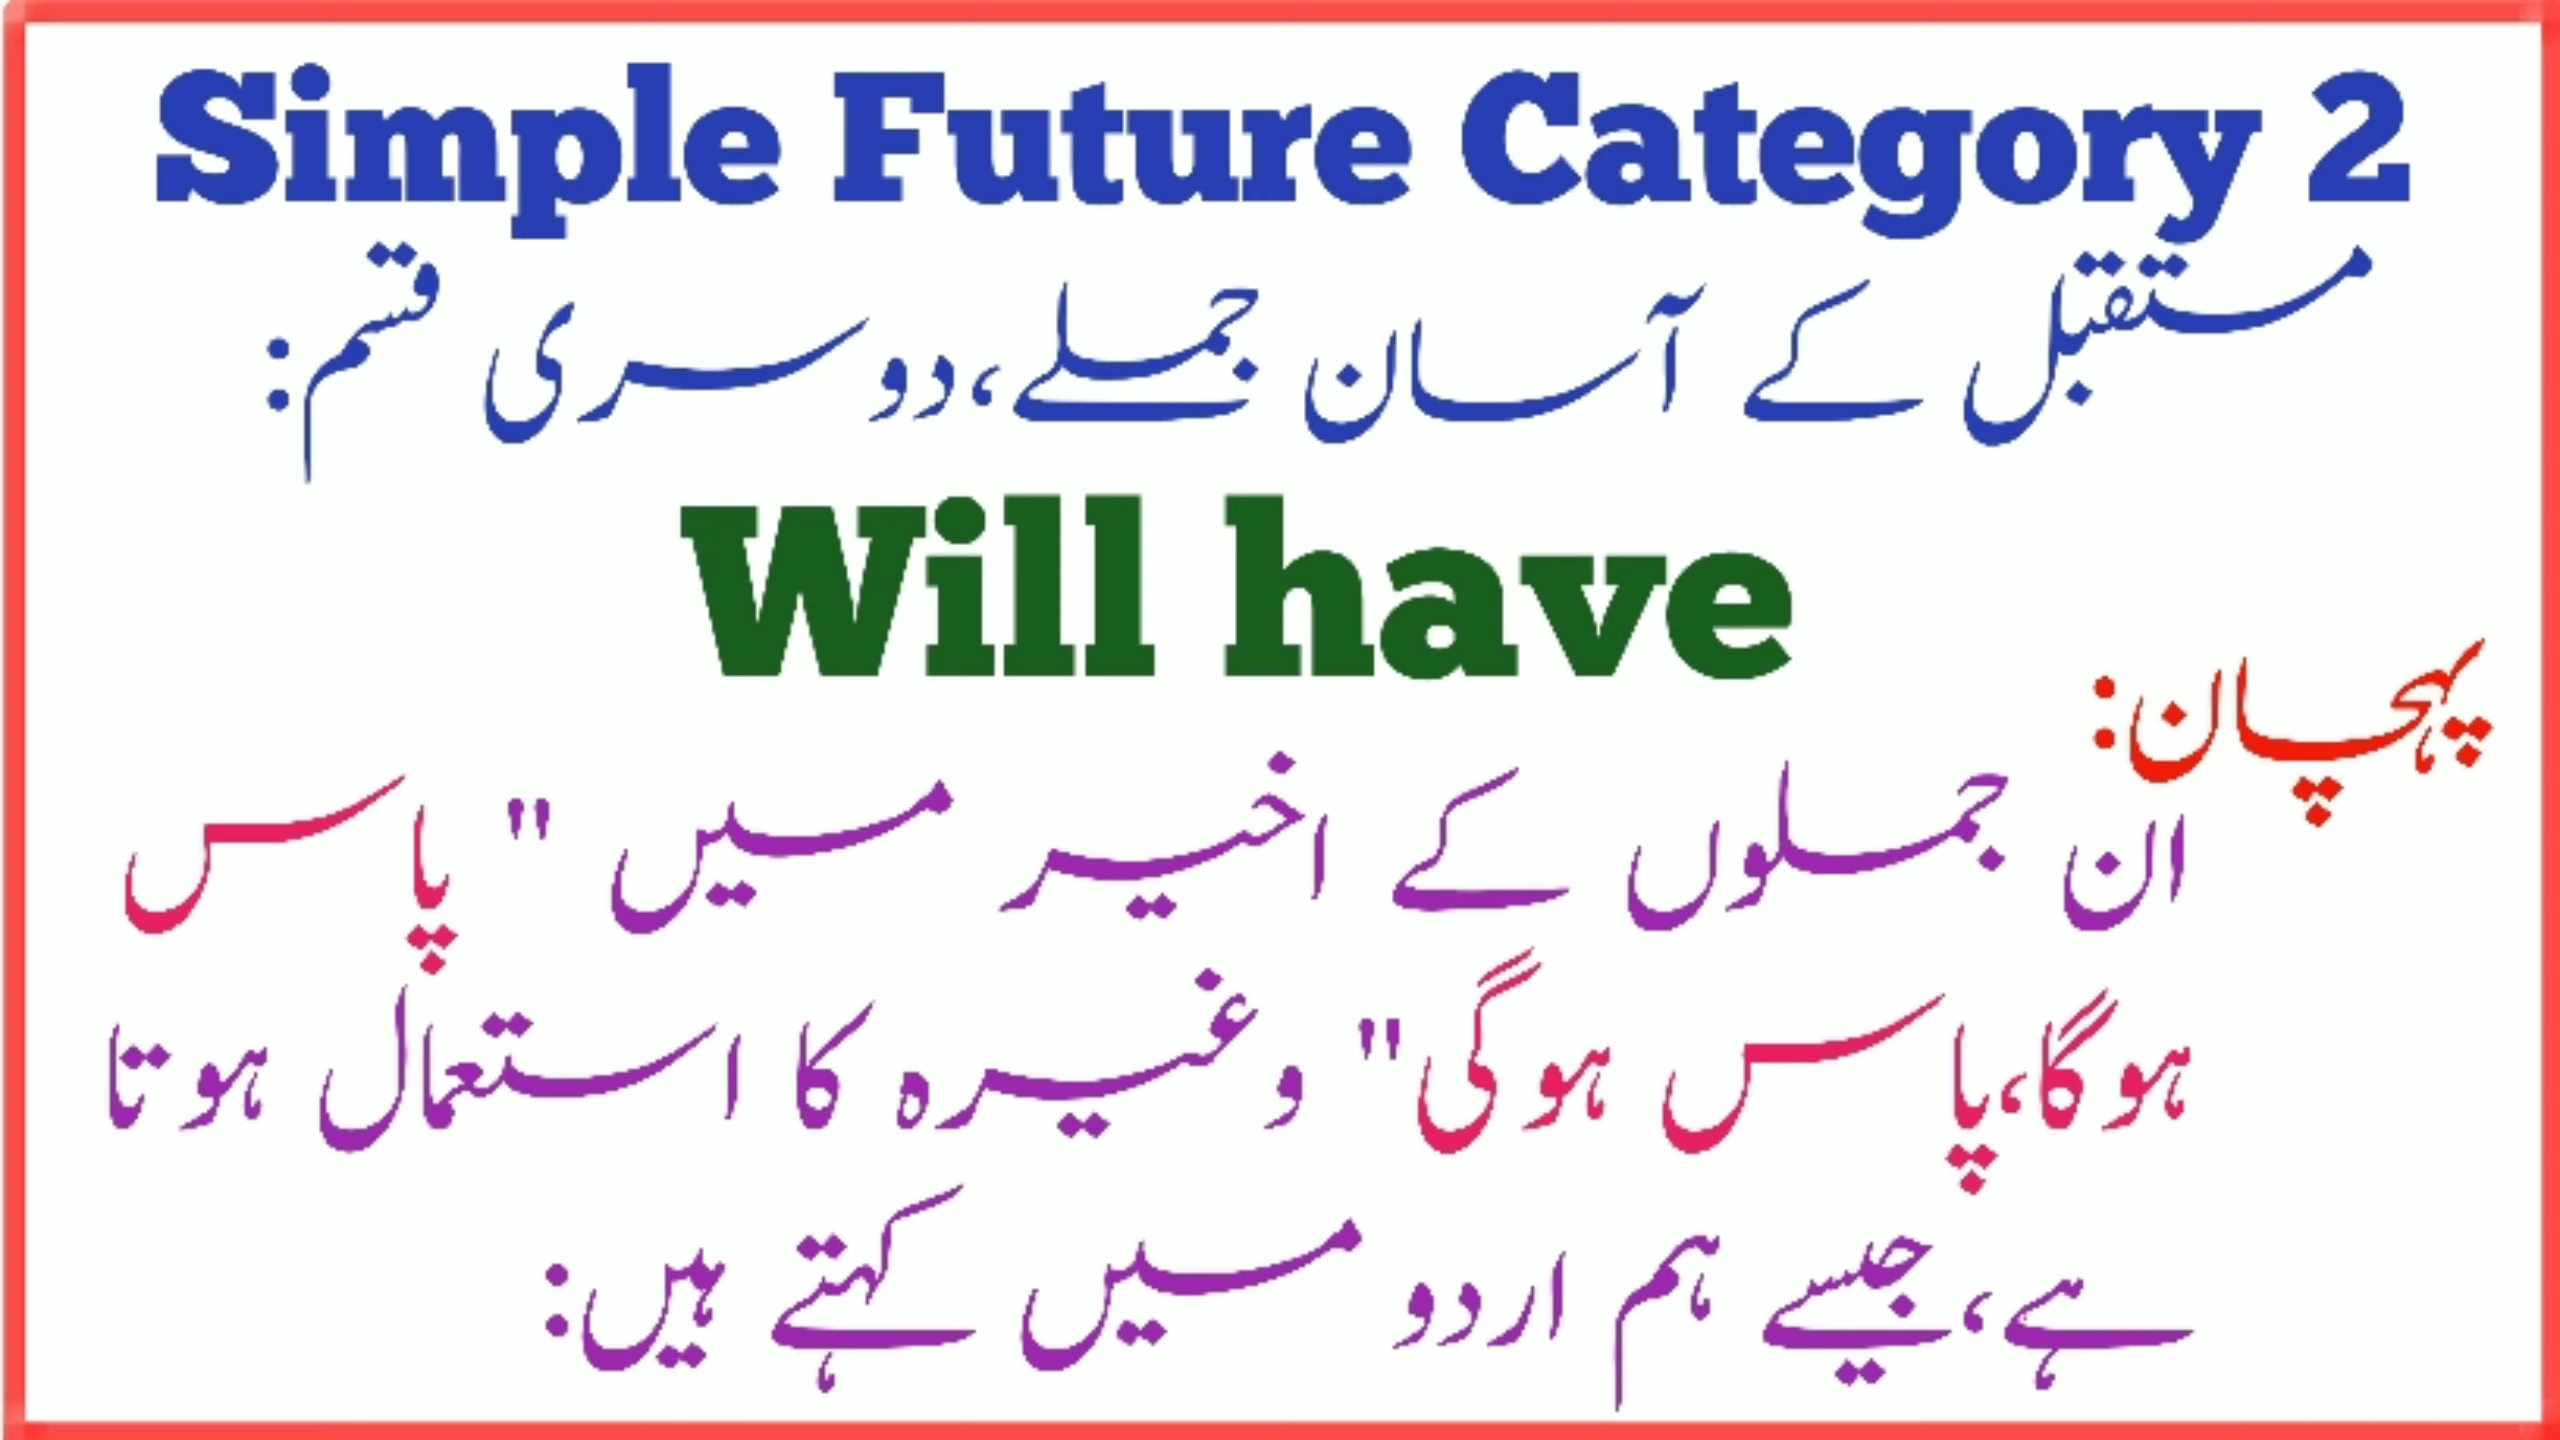 Simple Future Category 2
مستقبل کے آسان جملے،دوسری قسم:
Will have
پہچان:
ان جملوں کے اخیر میں "پاس
ہوگا،پاس ہوگی" وغیرہ کا استعمال ہوتا
ہے،جیسے ہم اردو میں کہتے ہیں: